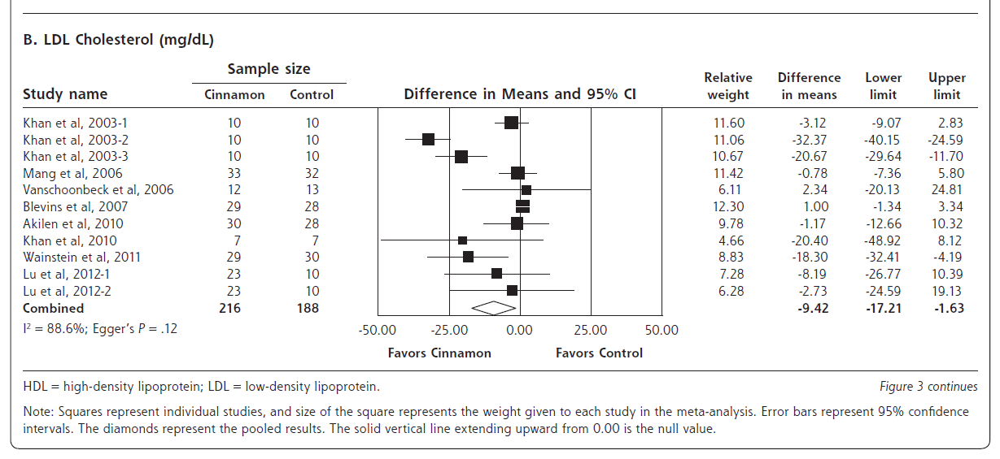 B. LDL Cholesterol (mg/dL)
Sample size
Study name Cinnamon Control Difference in Means and 95% CI Relative weight Difference in means Lower limit Upper limit
Khan et al, 2003-1 10 10 11.60 -3.12 -9.07 2.83
Khan et al, 2003-2 10 10 11.06 -32.37 -40.15 -24.59
Khan et al, 2003-3 10 10 10.67 -20.67 -29.64 -11.70
Mang et al, 2006 33 32 11.42 -0.78 -7.36 5.80
Vanschoonbeck et al, 2006 12 13 6.11 2.34 -20.13 24.81
Blevins et al, 2007 29 28 12.30 1.00 -1.34 3.34
Akilen et al, 2010 30 28 9.78 -1.17 -12.66 10.32
Khan et al, 2010 7 7 4.66 -20.40 -48.92 8.12
Wainstein et al, 2011 29 30 8.83 -18.30 -32.41 -4.19
Lu et al, 2012-1 23 10 7.28 -8.19 -26.77 10.39
Lu et al, 2012-2 23 10 6.28 -2.73 -24.59 19.13
Combined 216 188 -9.42 -17.21 -1.63
I² = 88.6%; Egger's P = .12
-50.00 -25.00 0.00 25.00 50.00
Favors Cinnamon Favors Control
HDL = high-density lipoprotein; LDL = low-density lipoprotein. Figure 3 continues
Note: Squares represent individual studies, and size of the square represents the weight given to each study in the meta-analysis. Error bars represent 95% confidence
intervals. The diamonds represent the pooled results. The solid vertical line extending upward from 0.00 is the null value.